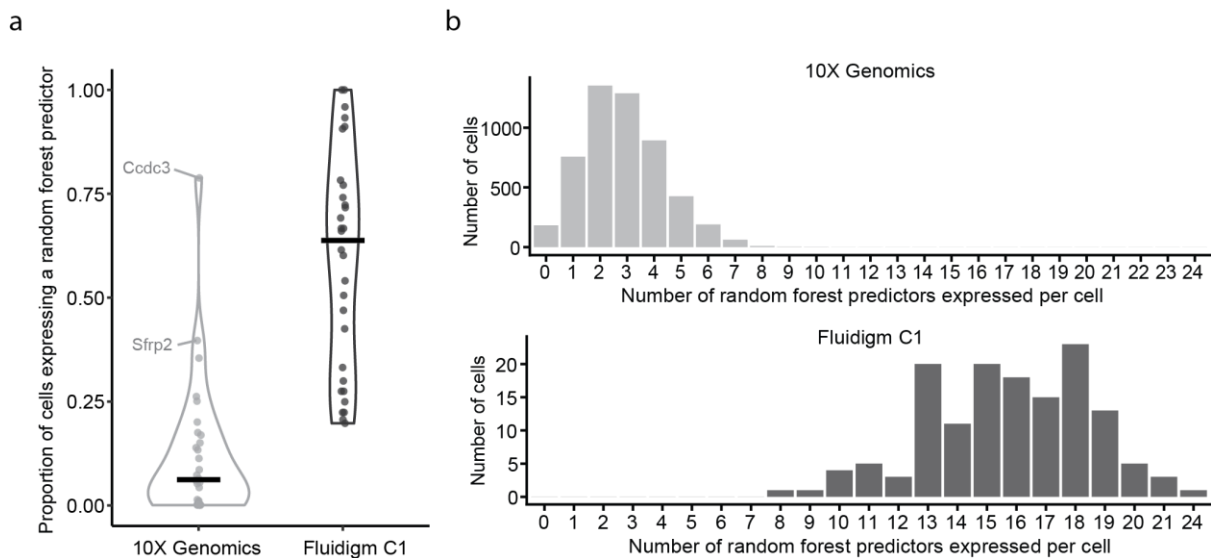 a
Proportion of cells expressing a random forest predictor
1.00
0.75
0.50
0.25
0.00
Ccdc3
Sfrp2
10X Genomics Fluidigm C1
b
10X Genomics
Number of cells
1000
500
0
0 1 2 3 4 5 6 7 8 9 10 11 12 13 14 15 16 17 18 19 20 21 22 23 24
Number of random forest predictors expressed per cell
Fluidigm C1
Number of cells
20
15
10
5
0
0 1 2 3 4 5 6 7 8 9 10 11 12 13 14 15 16 17 18 19 20 21 24
Number of random forest predictors expressed per cell